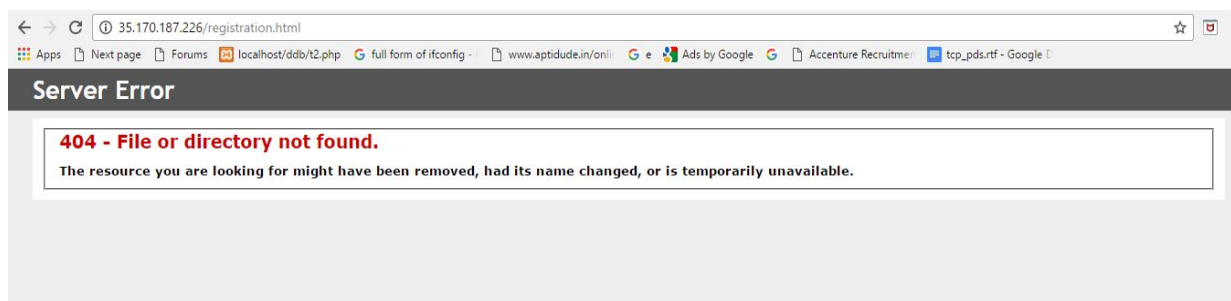 35.170.187.226/registration.html
Apps Next page Forums localhost/ddb/t2.php G full form of ifconfig - www.aptidude.in/onli G e Ads by Google G Accenture Recruitmen tcp_pds.rtf - Google D
Server Error
404 - File or directory not found.
The resource you are looking for might have been removed, had its name changed, or is temporarily unavailable.